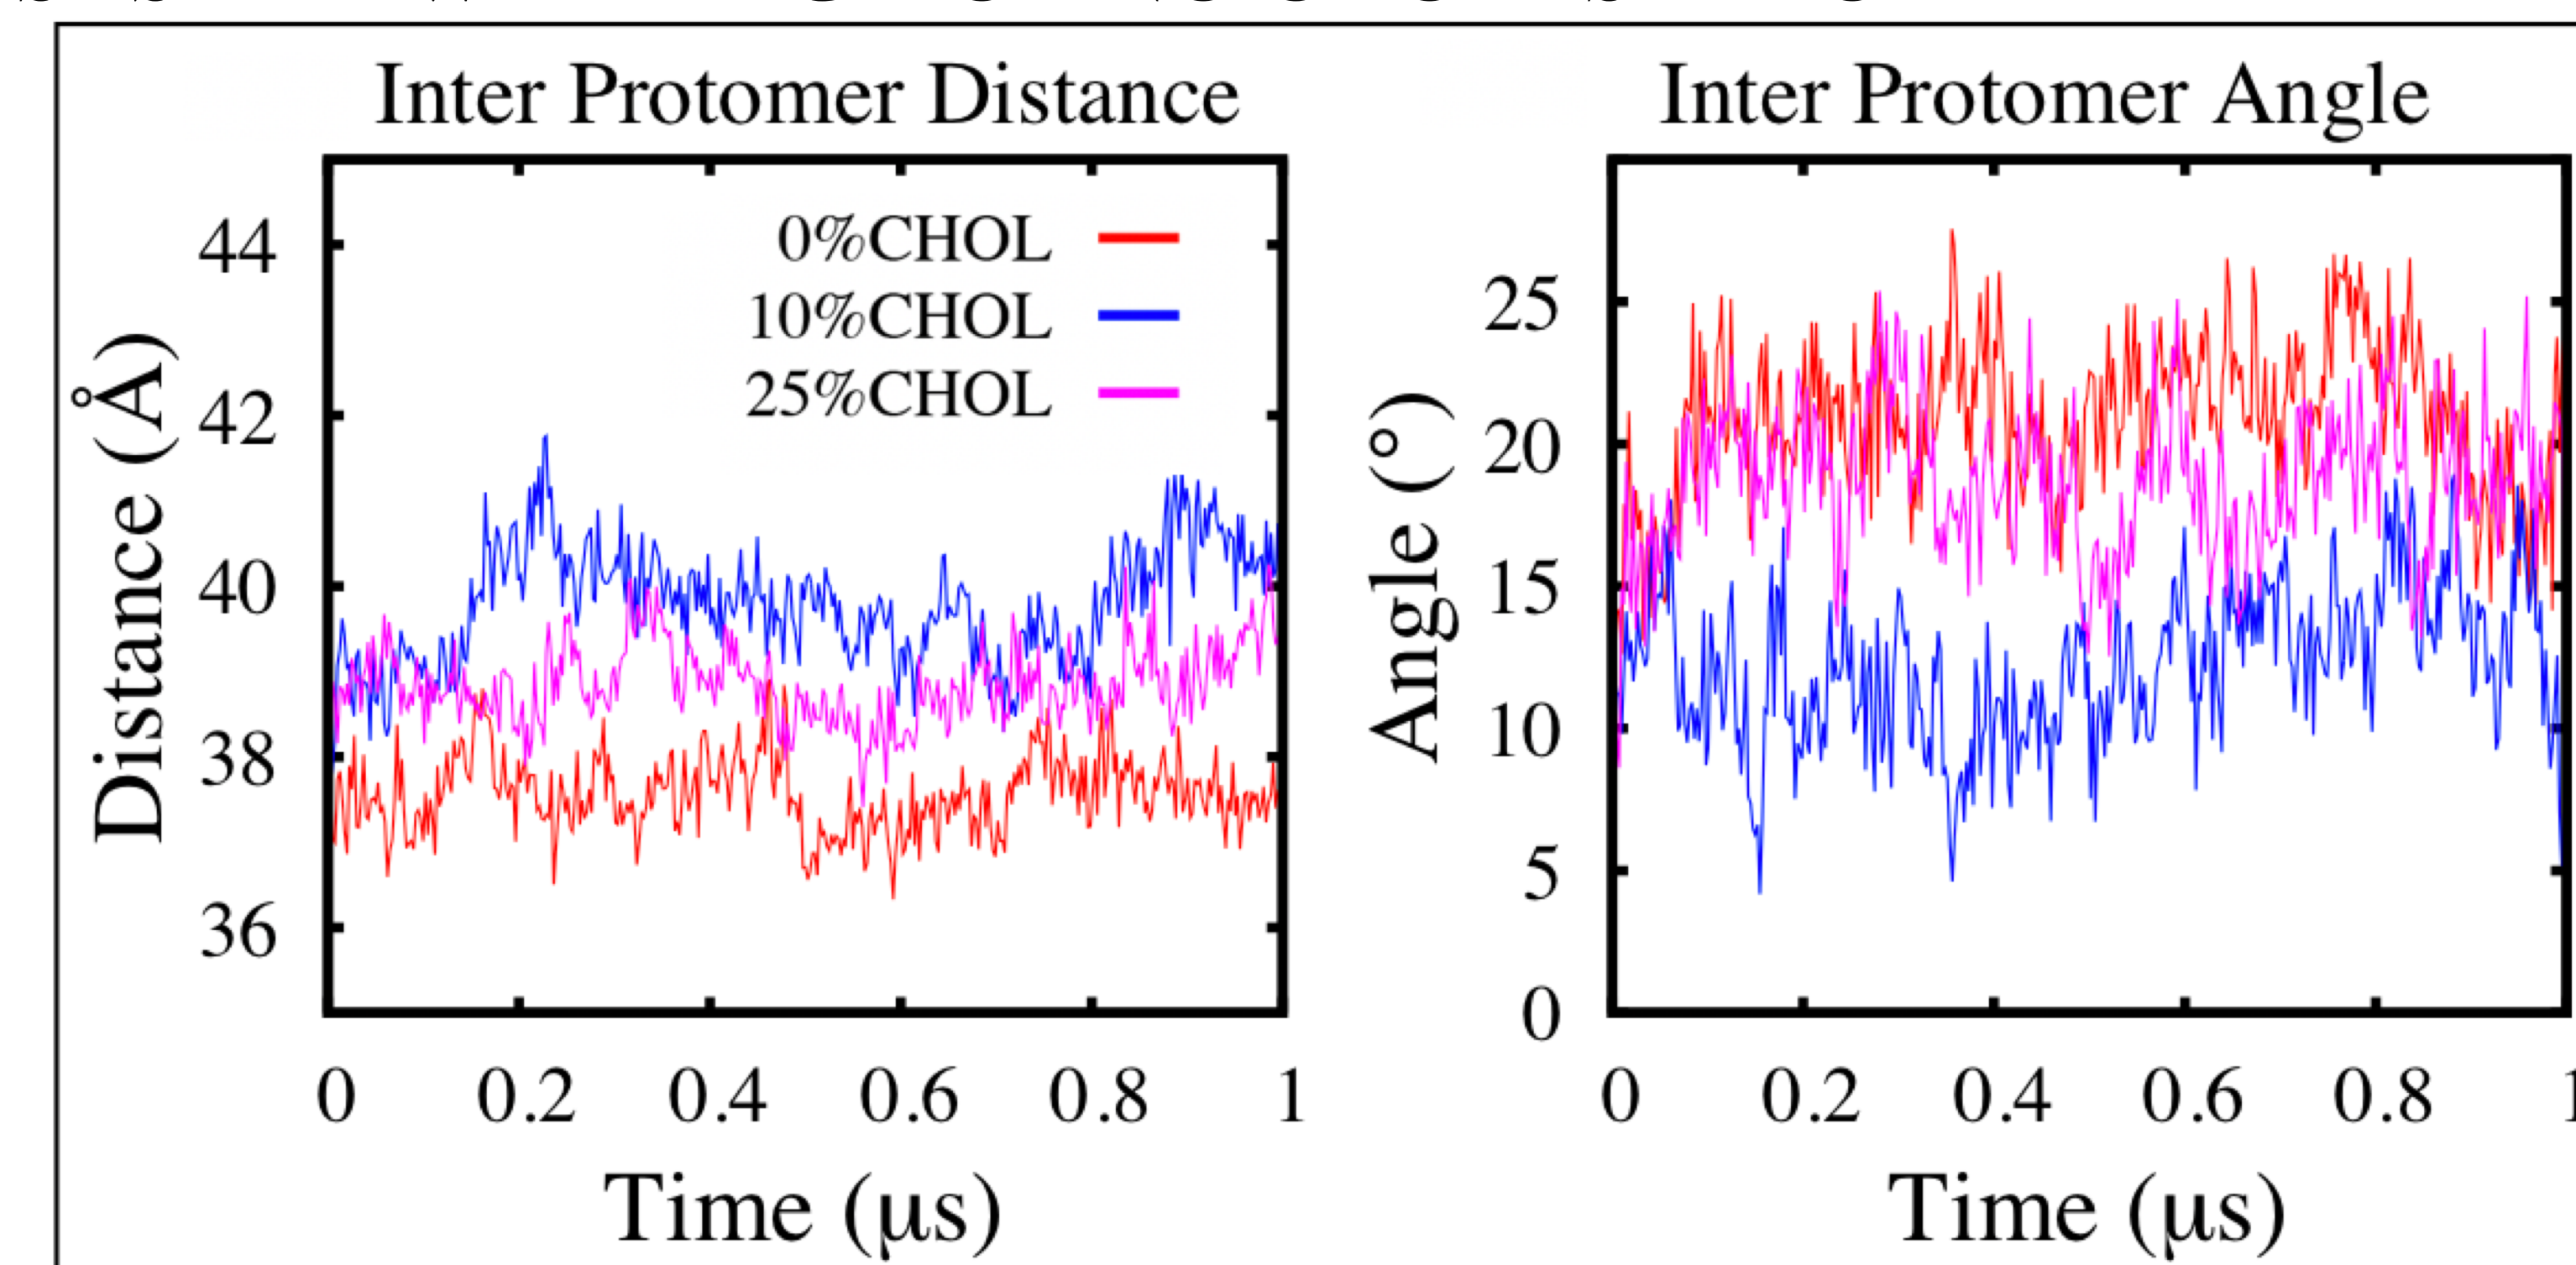 Inter Protomer Distance
44
42
40
38
36
Distance (Å)
0%CHOL
10%CHOL
25%CHOL
0 0.2 0.4 0.6 0.8 1
Time (μs)
Inter Protomer Angle
25
20
15
10
5
0
Angle (°)
0 0.2 0.4 0.6 0.8 1
Time (μs)